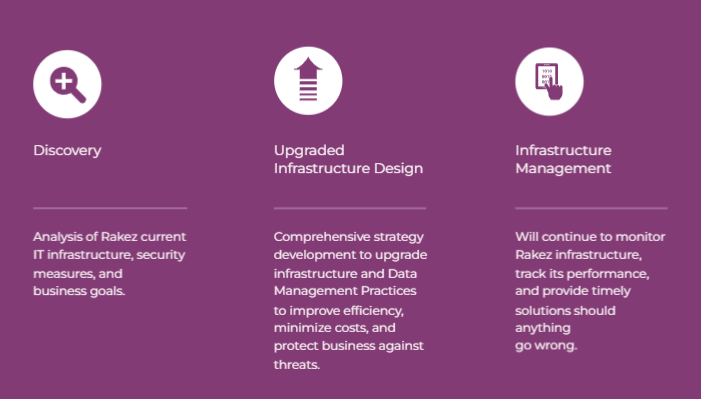 Discovery
Analysis of Rakez current
IT infrastructure, security
measures, and
business goals.
Upgraded
Infrastructure Design
Comprehensive strategy
development to upgrade
infrastructure and Data
Management Practices
to improve efficiency,
minimize costs, and
protect business against
threats.
Infrastructure
Management
Will continue to monitor
Rakez infrastructure,
track its performance,
and provide timely
solutions should
anything
go wrong.